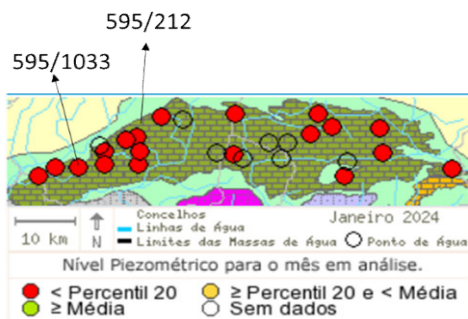 595/212
595/1033
Concelhos
Janeiro 2024
Linhas de Água
10 km
N
Limites das Massas de Água
Ponto de Água
Nível Piezométrico para o mês em análise.
< Percentil 20
≥ Percentil 20 e < Média
≥ Média
Sem dados